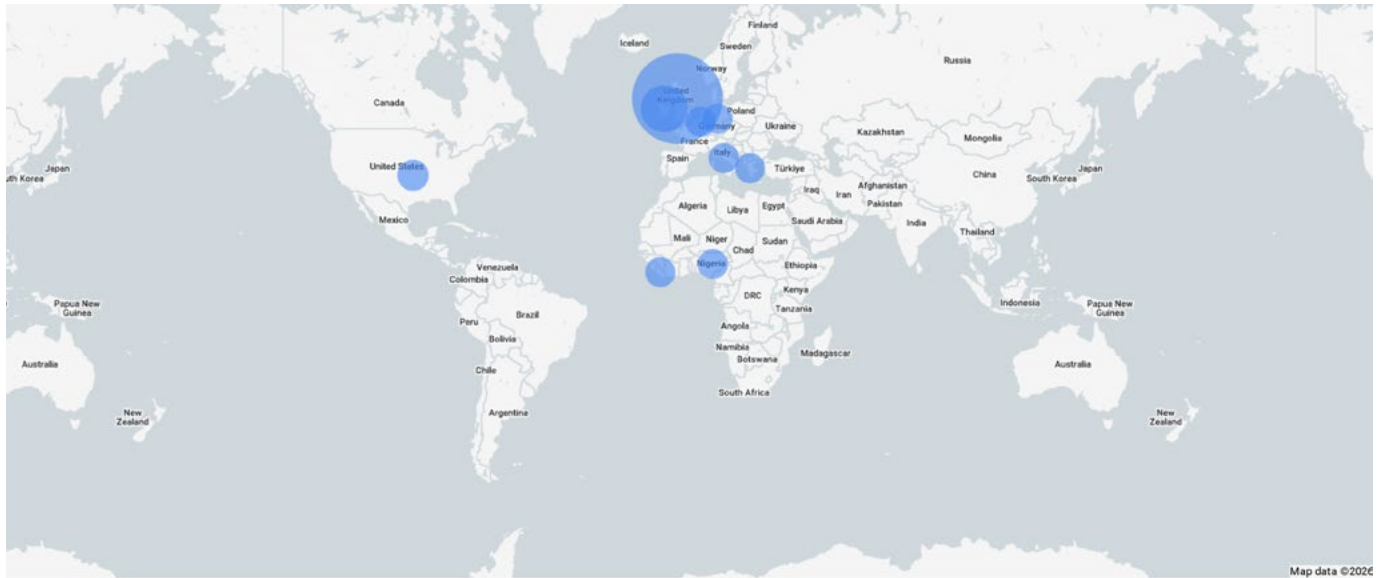 Finland
Iceland
Sweden
Norway
Russia
United
Kingdom
Canada
Poland
Germany
Ukraine
Kazakhstan
Mongolia
France
Italy
Spain
Türkiye
United States
Japan
uth Korea
China
South Korea
Japan
Afghanistan
Iraq
Iran
Pakistan
Algeria
Libya
Egypt
Saudi Arabia
India
Mexico
Mali
Niger
Chad
Sudan
Thailand
Venezuela
Nigeria
Ethiopia
Colombia
Kenya
DRC
Indonesia
Papua New
Guinea
Tanzania
Papua New
Guinea
Peru
Brazil
Angola
Bolivia
Namibia
Botswana
Madagascar
Australia
Chile
Australia
South Africa
New
Zealand
Argentina
New
Zealand
Map data ©2026